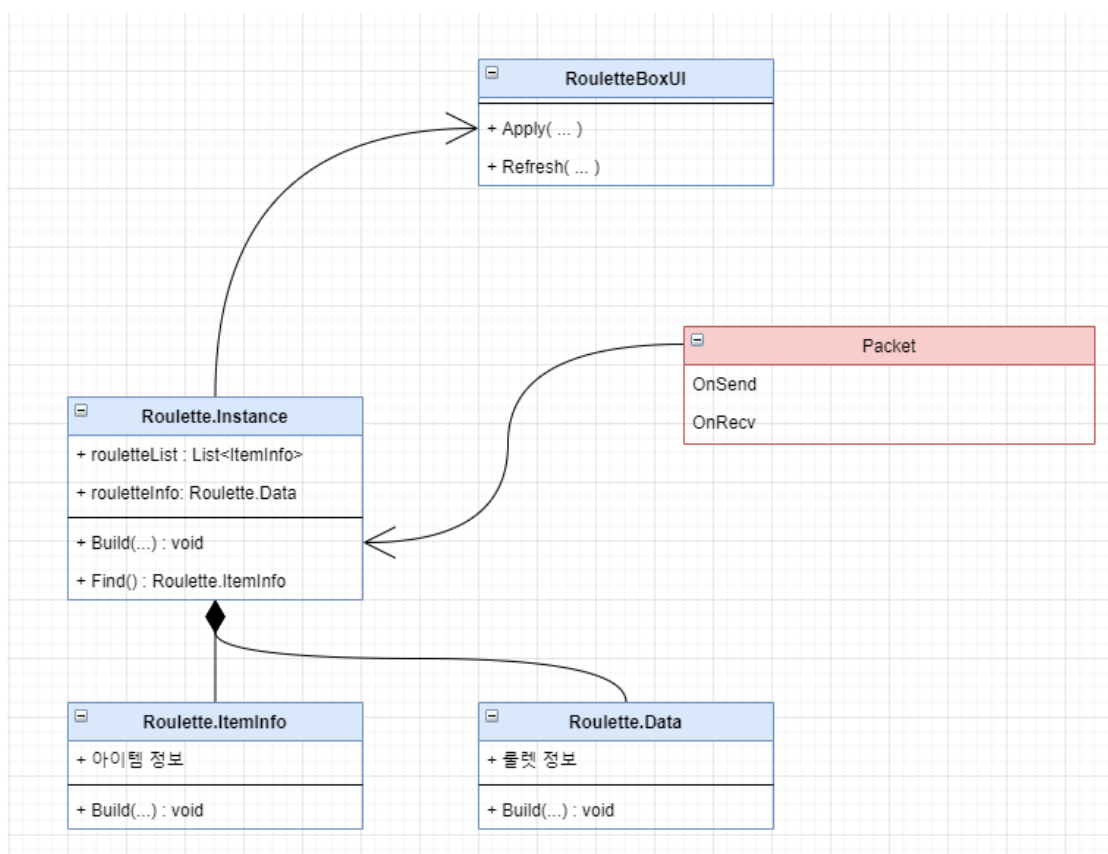 RouletteBoxUI
+ Apply( ... )
+ Refresh( ... )
Packet
OnSend
OnRecv
Roulette.Instance
+ rouletteList : List<ItemInfo>
+ rouletteInfo: Roulette.Data
+ Build(...) : void
+ Find() : Roulette.ItemInfo
Roulette.ItemInfo
+ 아이템 정보
+ Build(...) : void
Roulette.Data
+ 룰렛 정보
+ Build(...) : void